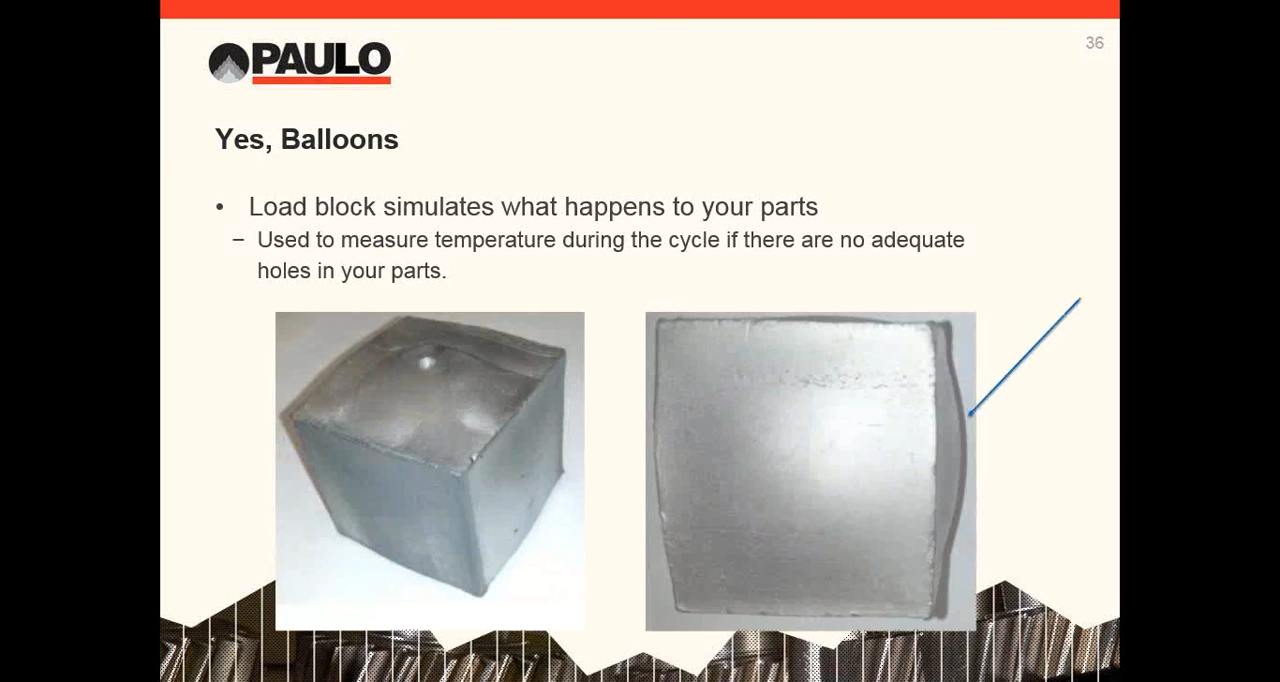 36
PAULO
Yes, Balloons
• Load block simulates what happens to your parts
− Used to measure temperature during the cycle if there are no adequate
holes in your parts.